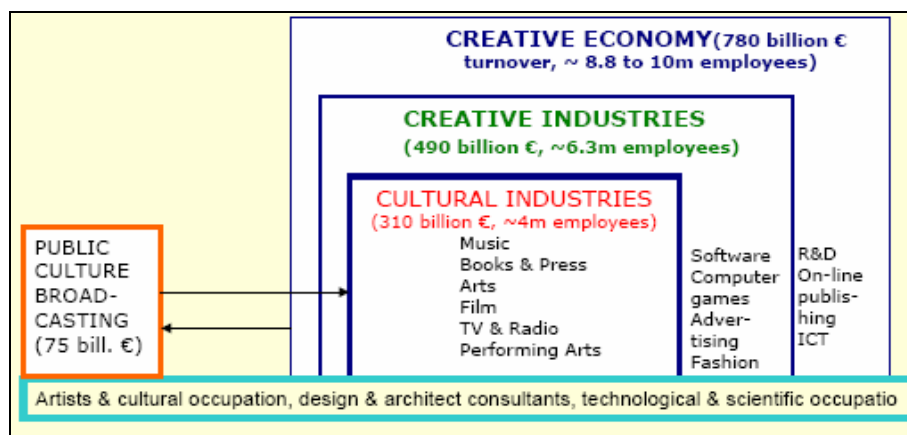 CREATIVE ECONOMY(780 billion €
turnover, ~ 8.8 to 10m employees)
CREATIVE INDUSTRIES
(490 billion €, ~6.3m employees)
CULTURAL INDUSTRIES
(310 billion €, ~4m employees)
Music
Books & Press
Arts
Film
TV & Radio
Performing Arts
Software
Computer
games
Adver-
tising
Fashion
R&D
On-line
publis-
hing
ICT
PUBLIC
CULTURE
BROAD-
CASTING
(75 bill. €)
Artists & cultural occupation, design & architect consultants, technological & scientific occupatio